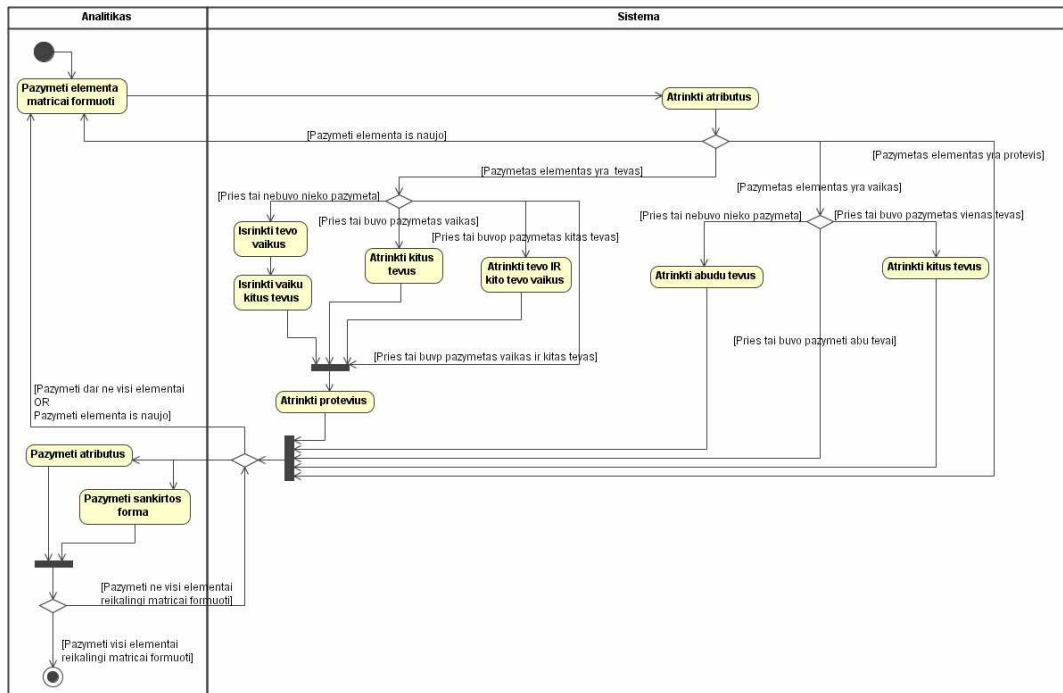 Analitikas
Sistema
Pazymeti elementa
matricai formuoti
Atrinkti atributus
[Pazymeti elementa is naujo]
[Pazymetas elementas yra protevis]
[Pazymetas elementas yra  tevas]
[Pazymetas elementas yra vaikas]
[Pries tai nebuvo nieko pazymeta]
[Pries tai buvo pazymetas vaikas]
[Pries tai buvop pazymetas kitas tevas]
[Pries tai nebuvo nieko pazymeta]
[Pries tai buvo pazymetas vienas tevas]
Isrinkti tevo
vaikus
Atrinkti kitus
tevus
Atrinkti tevo IR
kito tevo vaikus
Atrinkti abudu tevus
Atrinkti kitus tevus
Isrinkti vaiku
kitus tevus
[Pries tai buvo pazymeti abu tevai]
[Pries tai buvp pazymetas vaikas ir kitas tevas]
Atrinkti protevius
[Pazymeti dar ne visi elementai
OR
Pazymeti elementa is naujo]
Pazymeti atributus
Pazymeti sankirtos
forma
[Pazymeti ne visi elementai
reikalingi matricai formuoti]
[Pazymeti visi elementai
reikalingi matricai formuoti]